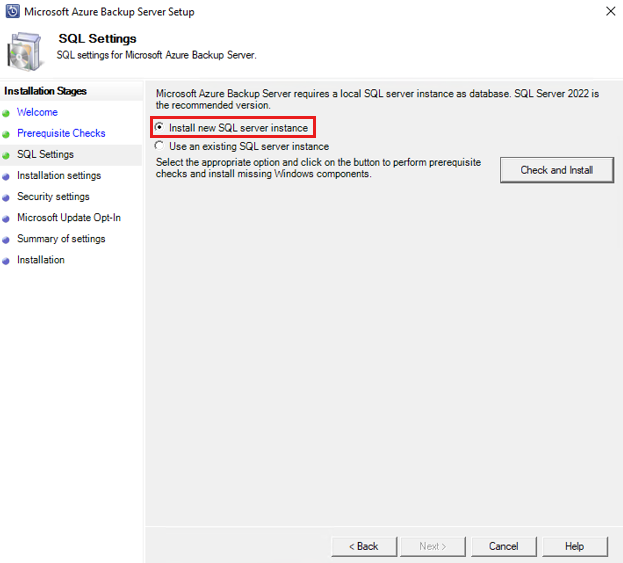 Microsoft Azure Backup Server Setup
SQL Settings
SQL settings for Microsoft Azure Backup Server.
Installation Stages
Welcome
Prerequisite Checks
SQL Settings
Installation settings
Security settings
Microsoft Update Opt-In
Summary of settings
Installation
Microsoft Azure Backup Server requires a local SQL server instance as database. SQL Server 2022 is
the recommended version.
Install new SQL server instance
Use an existing SQL server instance
Select the appropriate option and click on the button to perform prerequisite
checks and install missing Windows components.
Check and Install
< Back
Next >
Cancel
Help